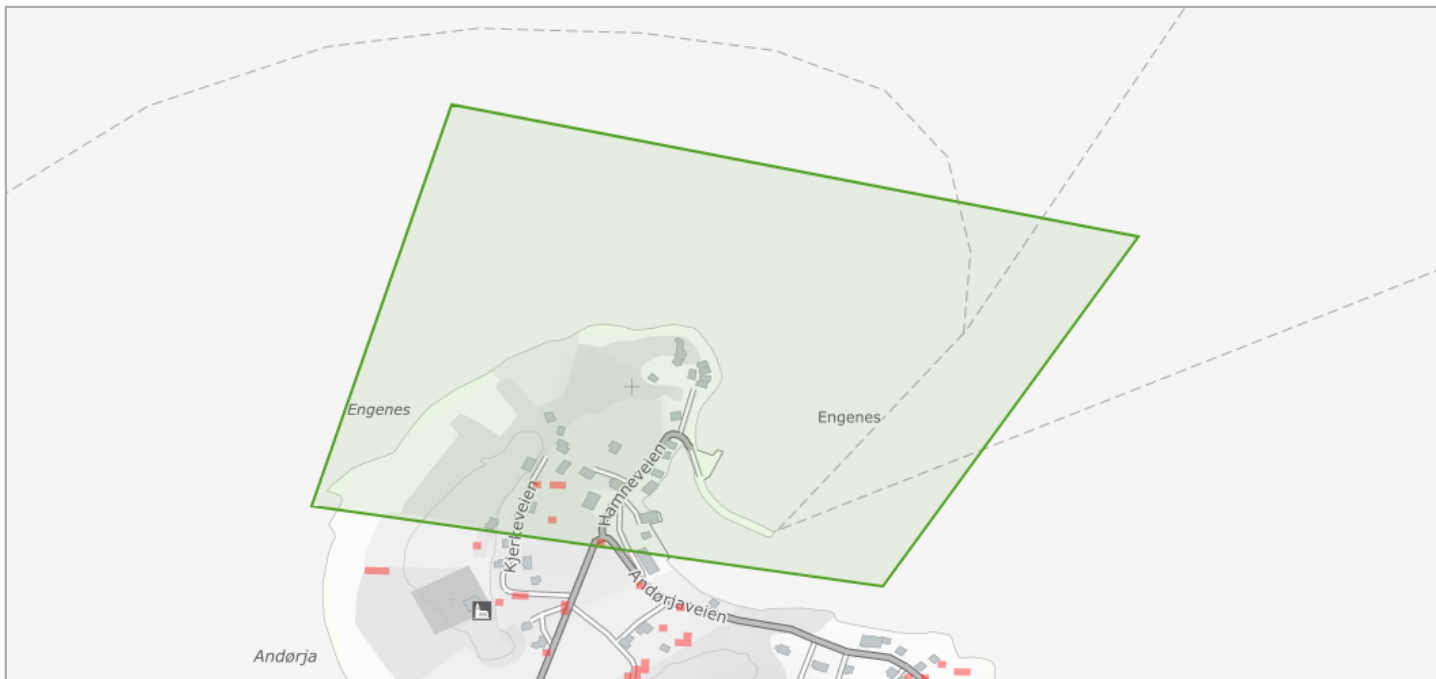 Engenes
Engenes
Hamneveien
Kjerkeveien
Andørjaveien
Andørja